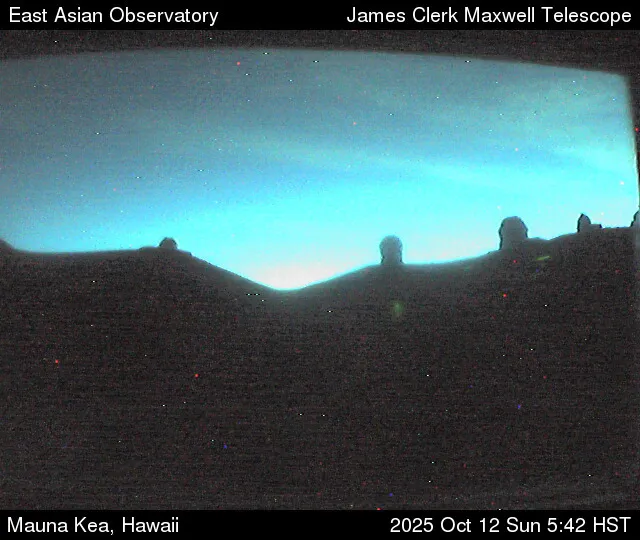 East Asian Observatory
James Clerk Maxwell Telescope
Mauna Kea, Hawaii
2025 Oct 12 Sun 5:42 HST